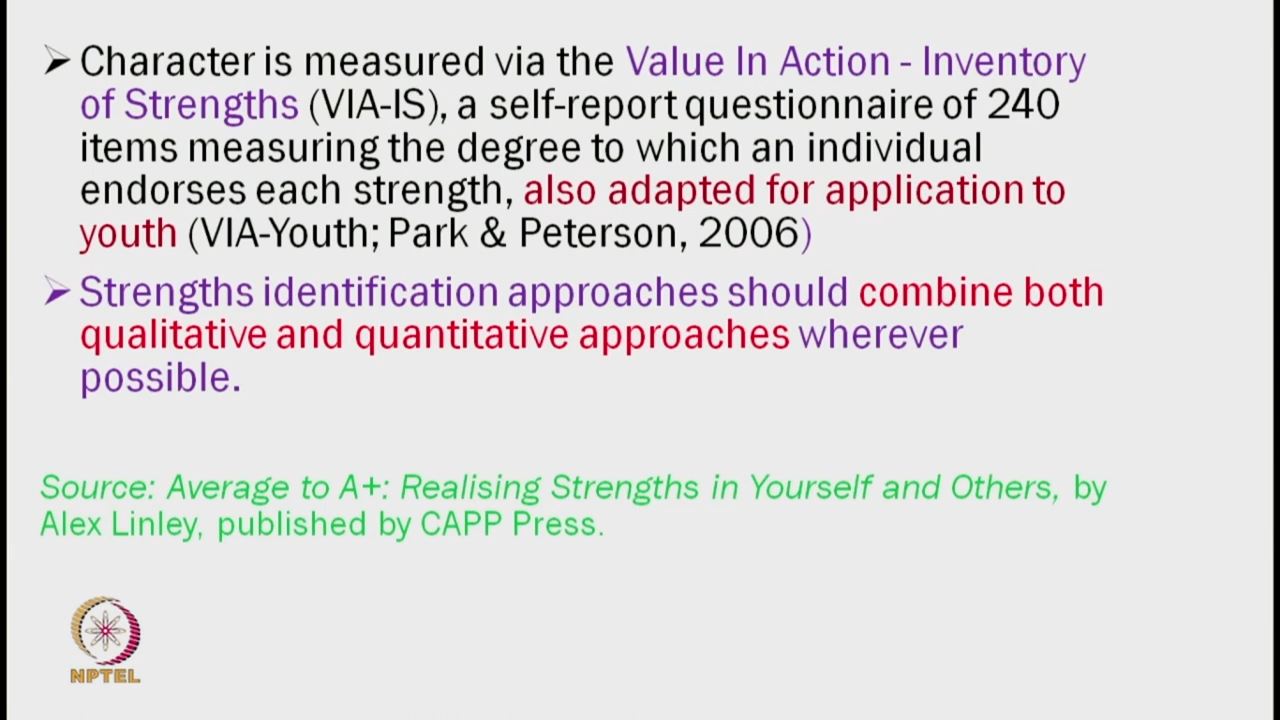 ➢ Character is measured via the Value In Action - Inventory
of Strengths (VIA-IS), a self-report questionnaire of 240
items measuring the degree to which an individual
endorses each strength, also adapted for application to
youth (VIA-Youth; Park & Peterson, 2006)
➢ Strengths identification approaches should combine both
qualitative and quantitative approaches wherever
possible.
Source: Average to A+: Realising Strengths in Yourself and Others, by
Alex Linley, published by CAPP Press.
NPTEL